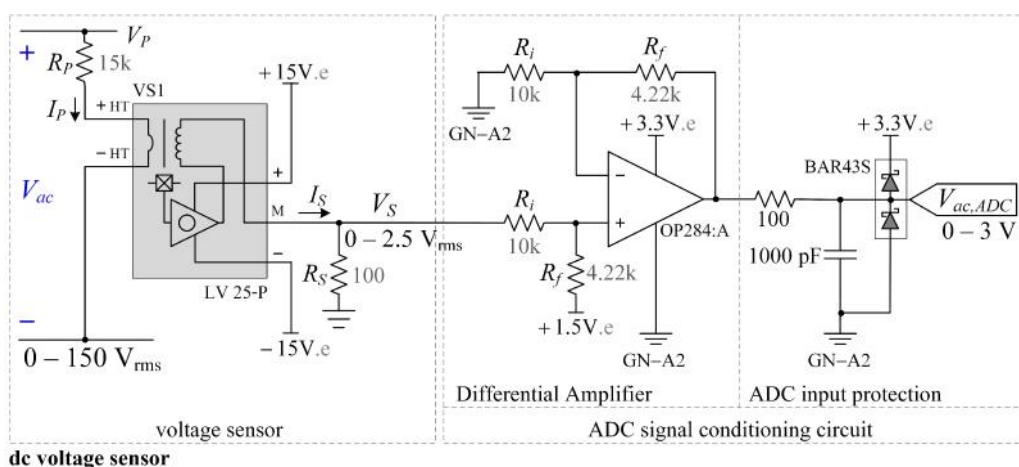 V_P
+
R_P 15k
I_P
+ HT
VS1
+15V.e
− HT
V_ac
+
M
I_S
V_S
0 – 2.5 V_rms
−
R_S 100
LV 25-P
−15V.e
−
0 – 150 V_rms
voltage sensor
R_i
10k
R_f
4.22k
GN−A2
+3.3V.e
−
+
OP284:A
R_i
10k
R_f 4.22k
+1.5V.e
GN−A2
Differential Amplifier
+3.3V.e
BAR43S
100
V_ac,ADC
0 – 3 V
1000 pF
GN−A2
ADC input protection
ADC signal conditioning circuit
dc voltage sensor